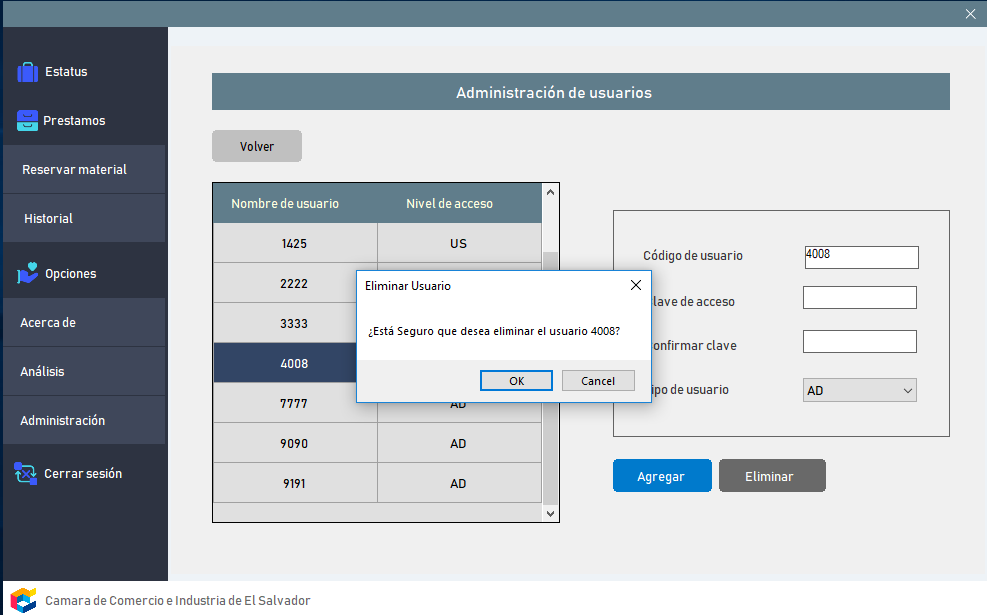 Estatus
Prestamos
Reservar material
Historial
Opciones
Acerca de
Análisis
Administración
Cerrar sesión
Administración de usuarios
Volver
Nombre de usuario Nivel de acceso
1425 US
2222
3333
4008
7777 AD
9090 AD
9191 AD
Eliminar Usuario
¿Está Seguro que desea eliminar el usuario 4008?
OK Cancel
Código de usuario 4008
lave de acceso
onfirmar clave
ipo de usuario AD
Agregar Eliminar
Camara de Comercio e Industria de El Salvador